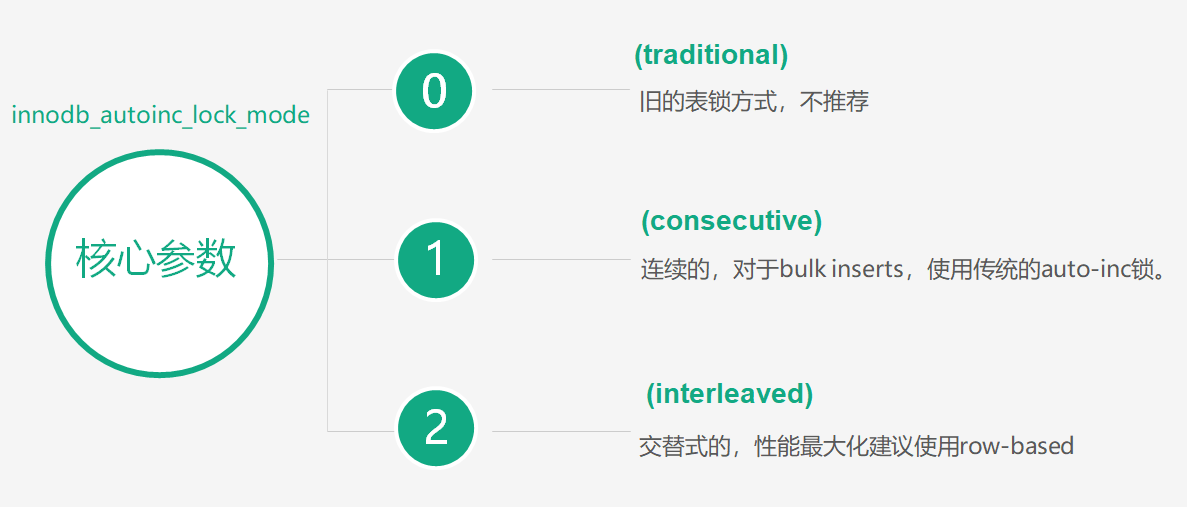 innodb_autoinc_lock_mode
核心参数
0
(traditional)
旧的表锁方式，不推荐
1
(consecutive)
连续的，对于bulk inserts，使用传统的auto-inc锁。
2
(interleaved)
交替式的，性能最大化建议使用row-based